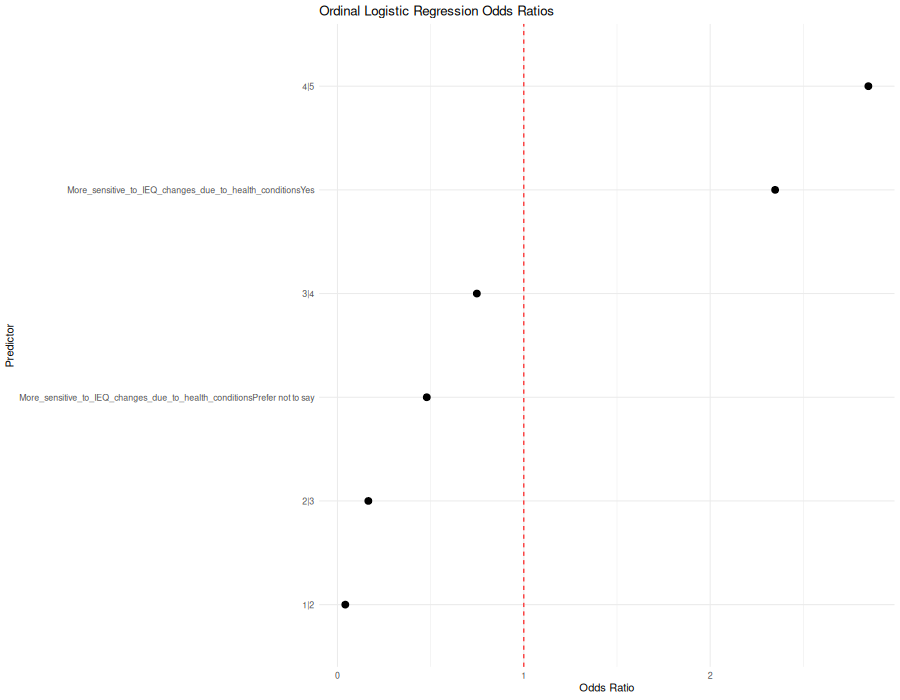 Ordinal Logistic Regression Odds Ratios
4|5
More_sensitive_to_IEQ_changes_due_to_health_conditionsYes
3|4
Predictor
More_sensitive_to_IEQ_changes_due_to_health_conditionsPrefer not to say
2|3
1|2
0
1
2
Odds Ratio